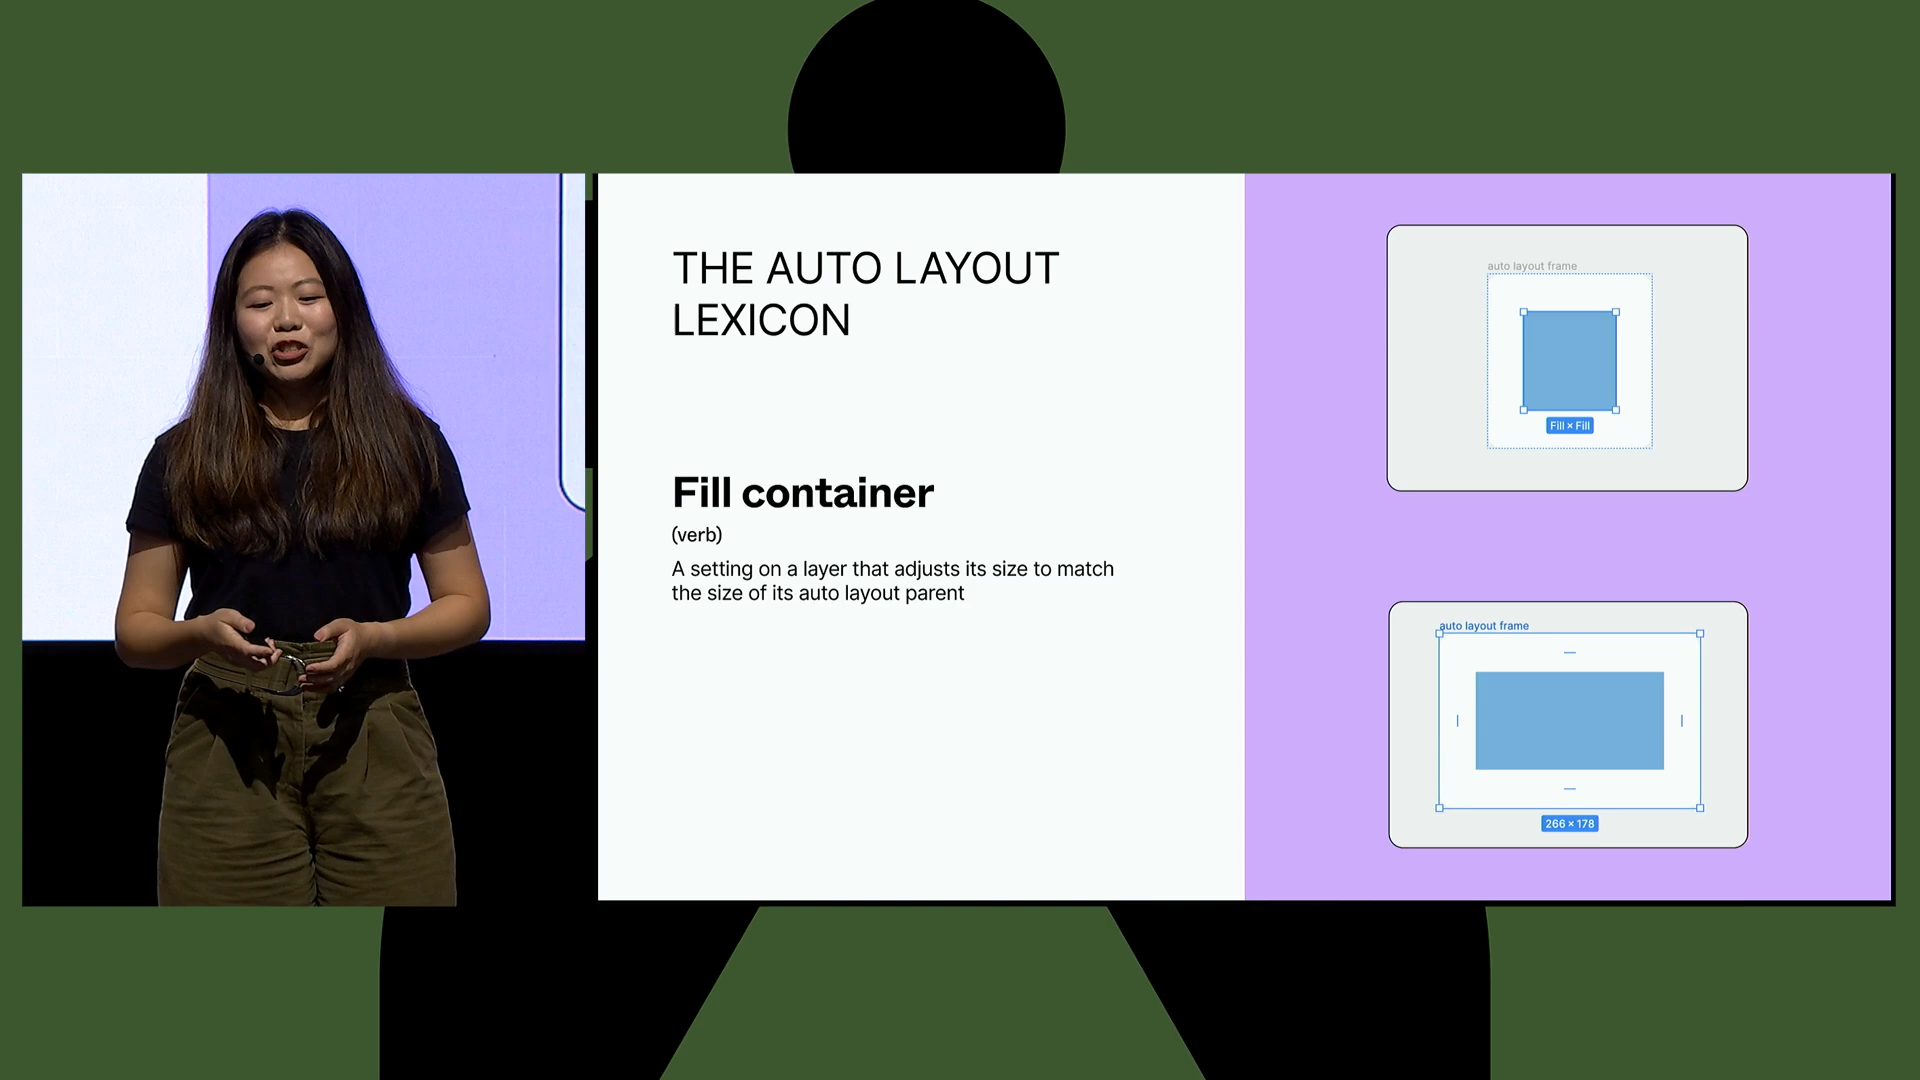 THE AUTO LAYOUT
LEXICON
Fill container
(verb)
A setting on a layer that adjusts its size to match
the size of its auto layout parent
auto layout frame
Fill × Fill
auto layout frame
266 × 178